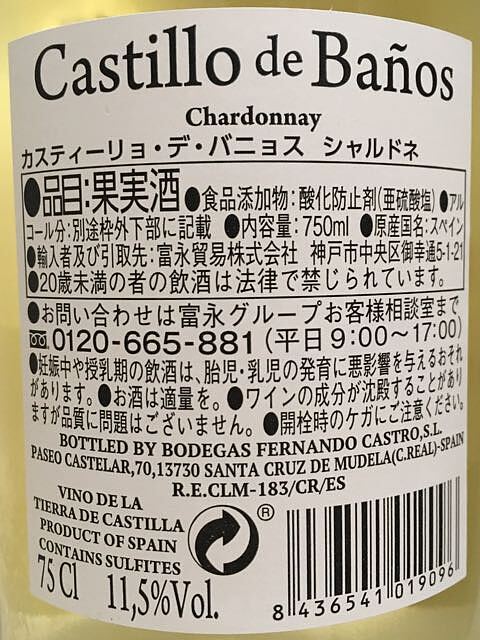 Castillo de Baños
Chardonnay
カスティーリョ・デ・バニョス シャルドネ
●品目:果実酒 ●食品添加物:酸化防止剤(亜硫酸塩) ●アル
コール分:別途枠外下部に記載 ●内容量:750ml ●原産国名:スペイン
●輸入者及び引取先:富永貿易株式会社 神戸市中央区御幸通5-1-21
●20歳未満の者の飲酒は法律で禁じられています。
●お問い合わせは富永グループお客様相談室まで
0120-665-881(平日9:00〜17:00)
●妊娠中や授乳期の飲酒は、胎児・乳児の発育に悪影響を与えるおそれ
があります。●お酒は適量を。●ワインの成分が沈殿することがあり
ますが品質に問題はございません。●開栓時のケガにご注意ください。
BOTTLED BY BODEGAS FERNANDO CASTRO,S.L.
PASEO CASTELAR,70,13730 SANTA CRUZ DE MUDELA(C.REAL)-SPAIN
R.E.CLM-183/CR/ES
VINO DE LA
TIERRA DE CASTILLA
PRODUCT OF SPAIN
CONTAINS SULFITES
75 Cl 11,5%Vol.
®
8 436541 019096